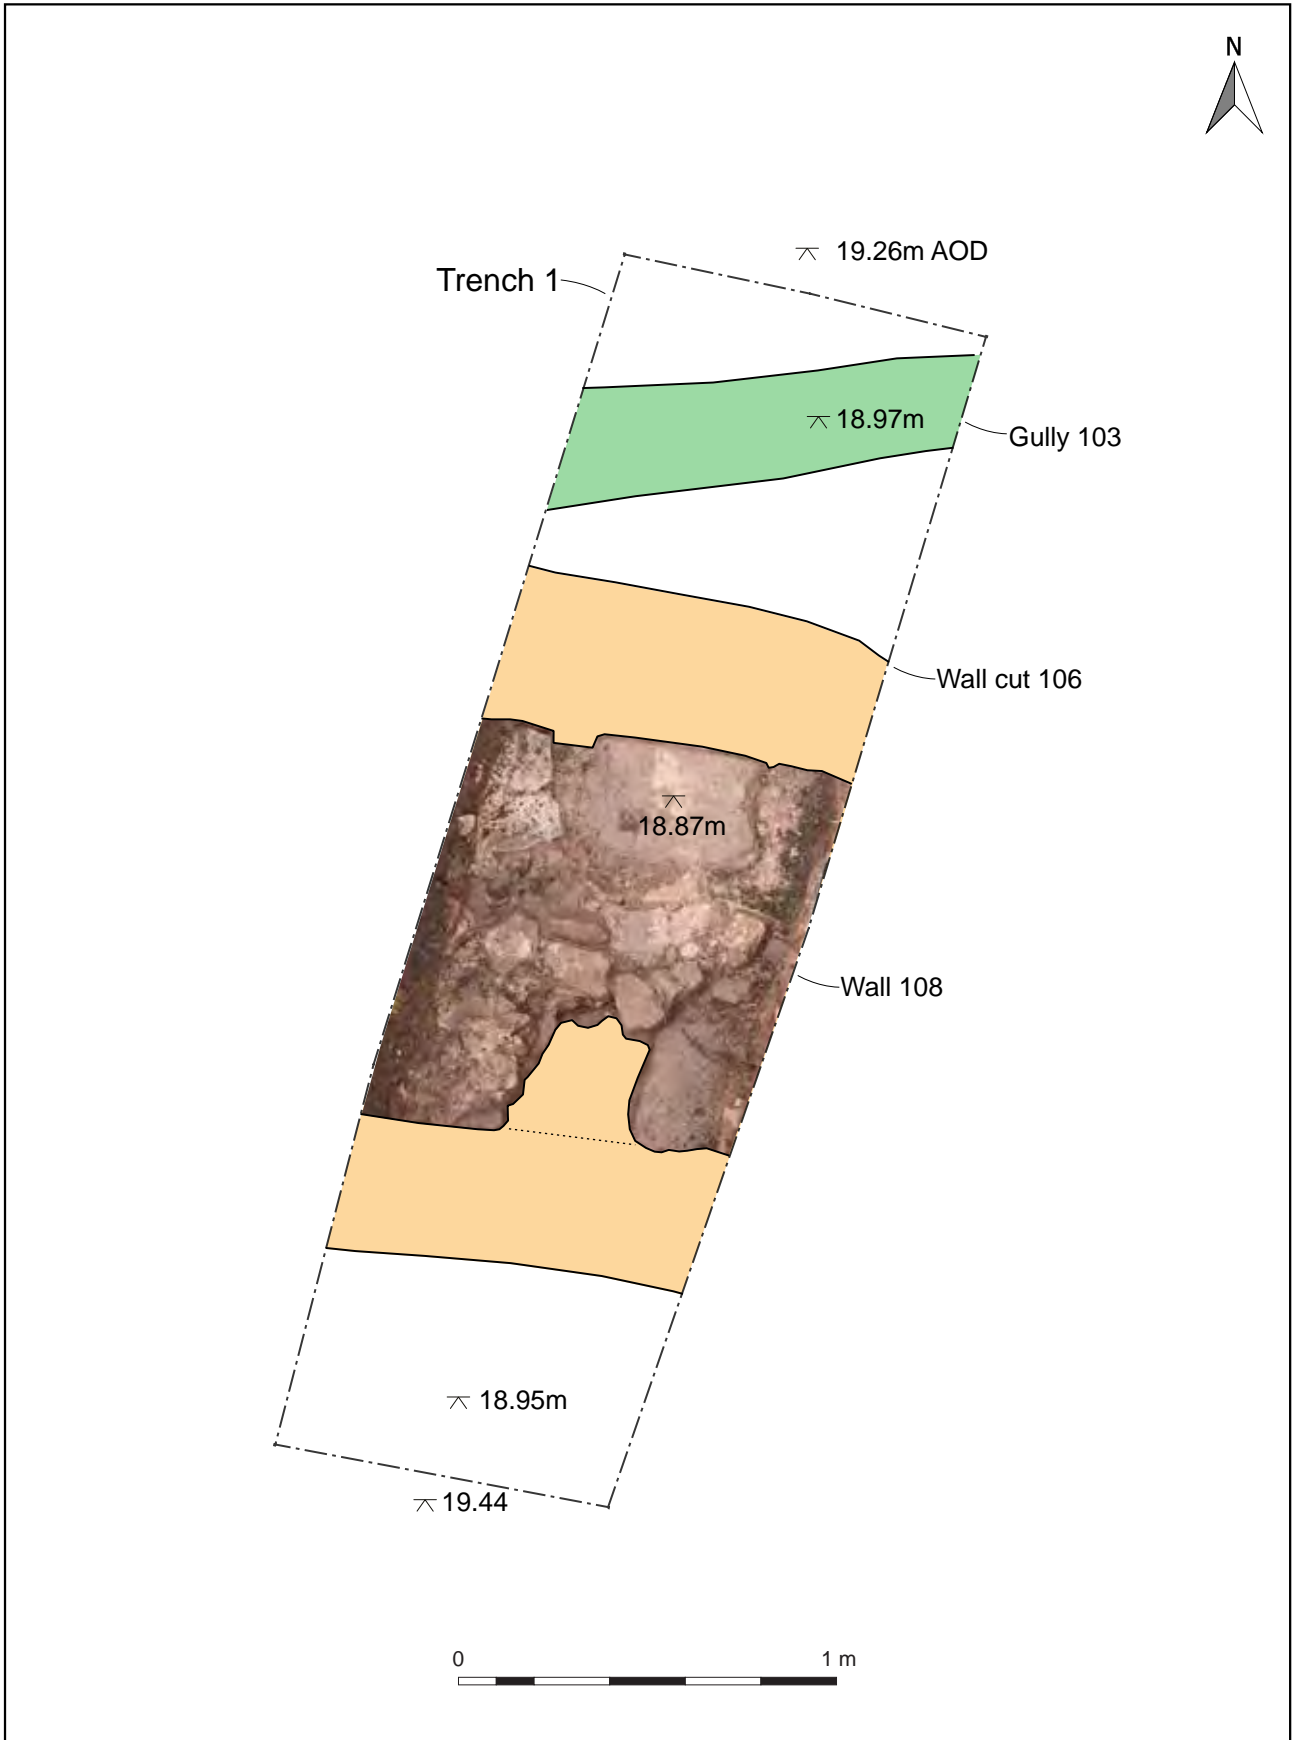 N
19.26m AOD
Trench 1
18.97m
Gully 103
Wall cut 106
18.87m
Wall 108
18.95m
19.44
0 1 m